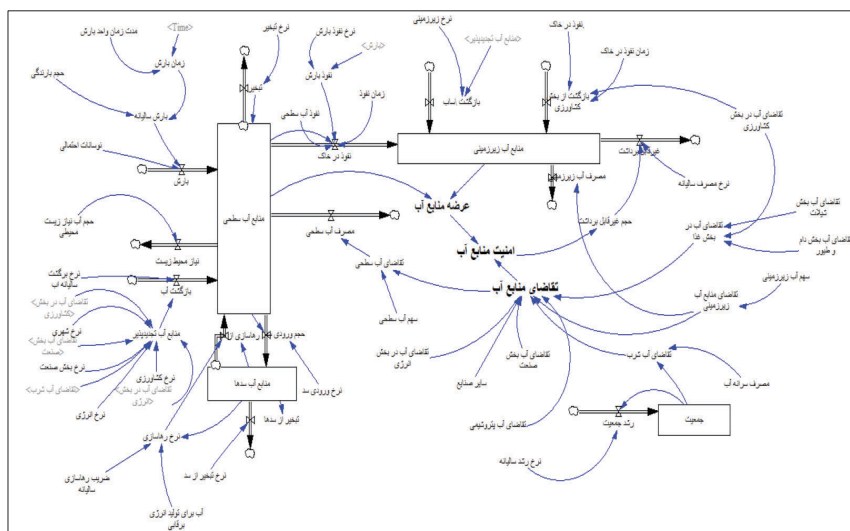 <Time>
مدت زمان واحد بارش
زمان بارش
حجم بارندگی
بارش سالیانه
نوسانات احتمالی
بارش
نرخ تبخیر
تبخیر
نرخ نفوذ بارش
<بارش>
نفوذ بارش
نفوذ آب سطحی
زمان نفوذ
نفوذ در خاک
نرخ زیرزمینی
<منابع آب تجدیدپذیر>
بازگشت پساب
نفوذ در خاک
زمان نفوذ در خاک
بازگشت از بخش
کشاورزی
تقاضای آب در بخش
کشاورزی
منابع آب زیرزمینی
غیرقابل برداشت
مصرف آب زیرزمینی
نرخ مصرف سالیانه
منابع آب سطحی
عرضه منابع آب
حجم غیرقابل برداشت
امنیت منابع آب
تقاضای منابع آب
مصرف آب سطحی
تقاضای آب سطحی
سهم آب سطحی
حجم آب نیاز زیست
محیطی
نیاز محیط زیست
تقاضای آب بخش
شیلات
تقاضای آب در
بخش غذا
تقاضای آب بخش دام
و طیور
سهم آب زیرزمینی
تقاضای منابع آب
زیرزمینی
نرخ برگشت
سالیانه آب
بازگشت آب
<تقاضای آب در بخش
کشاورزی>
نرخ شهری
<تقاضای آب بخش
صنعت>
منابع آب تجدیدپذیر
نرخ بخش صنعت
<تقاضای آب شرب>
نرخ کشاورزی
<تقاضای آب در بخش
انرژی>
نرخ انرژی
حجم ورودی
رهاسازی از
منابع آب سدها
نرخ ورودی سد
تبخیر از سدها
نرخ رهاسازی
نرخ تبخیر از سد
ضریب رهاسازی
سالیانه
آب برای تولید انرژی
برقابی
تقاضای آب در بخش
انرژی
سایر صنایع
تقاضای آب بخش
صنعت
تقاضای آب پتروشیمی
تقاضای آب شرب
مصرف سرانه آب
جمعیت
رشد جمعیت
نرخ رشد سالیانه